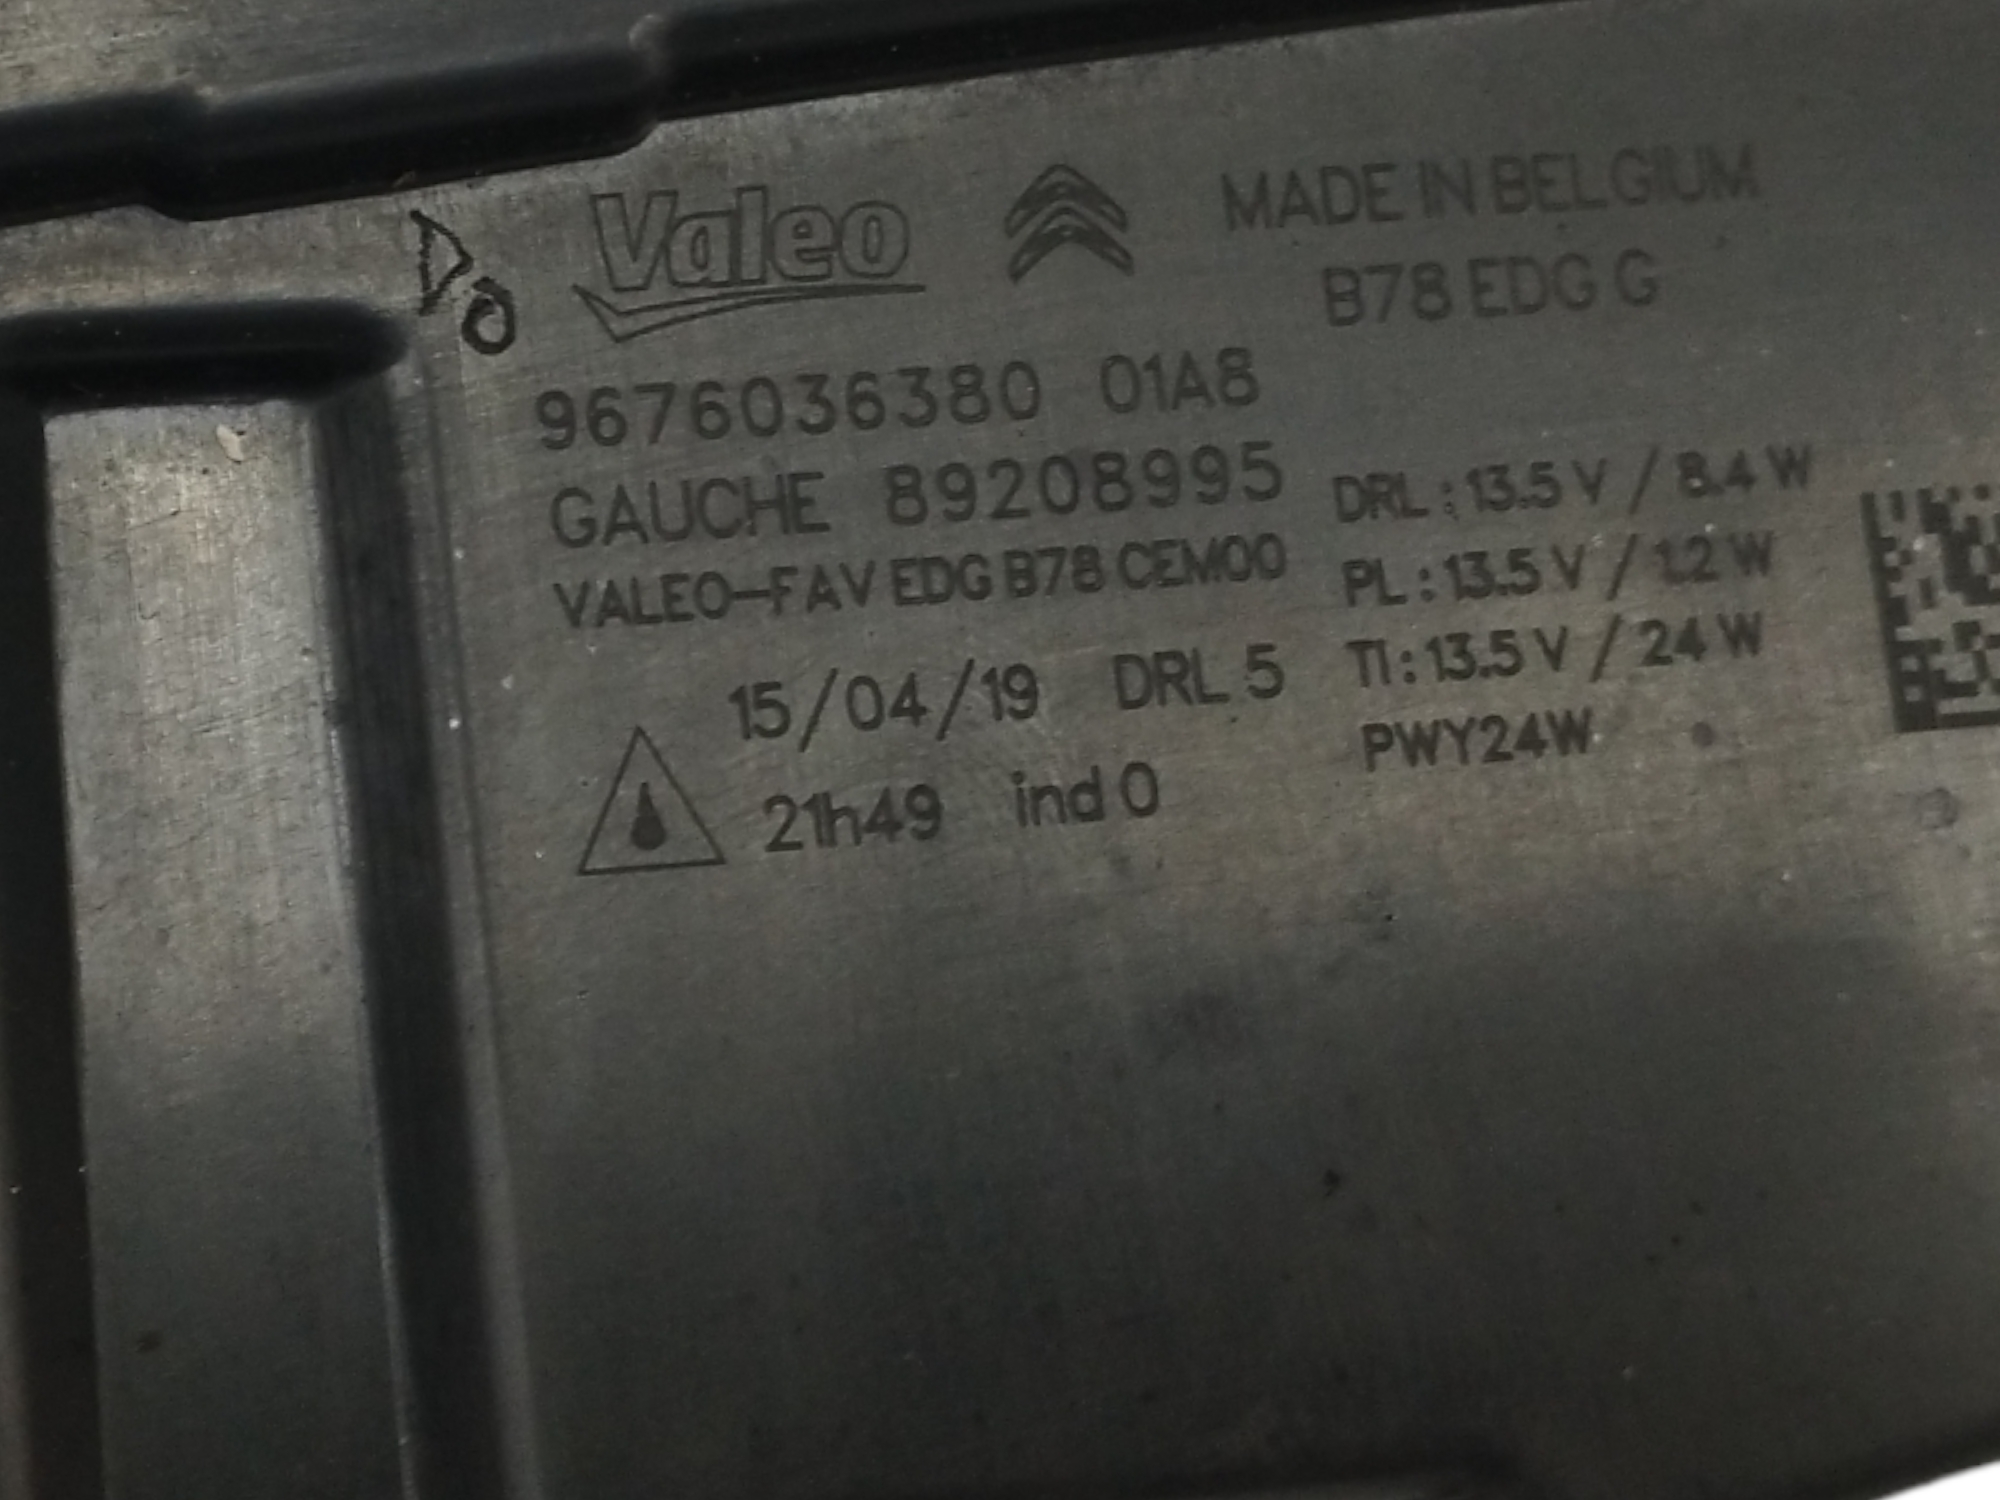 Do
Valeo
MADE IN BELGIUM
B78 EDG G
9676036380 01A8
GAUCHE 89208995
VALEO-FAV EDG B78 CEM00
15/04/19 DRL 5
21h49 ind 0
DRL : 13.5 V / 8.4 W
PL : 13.5 V / 1.2 W
TI : 13.5 V / 24 W
PWY24W